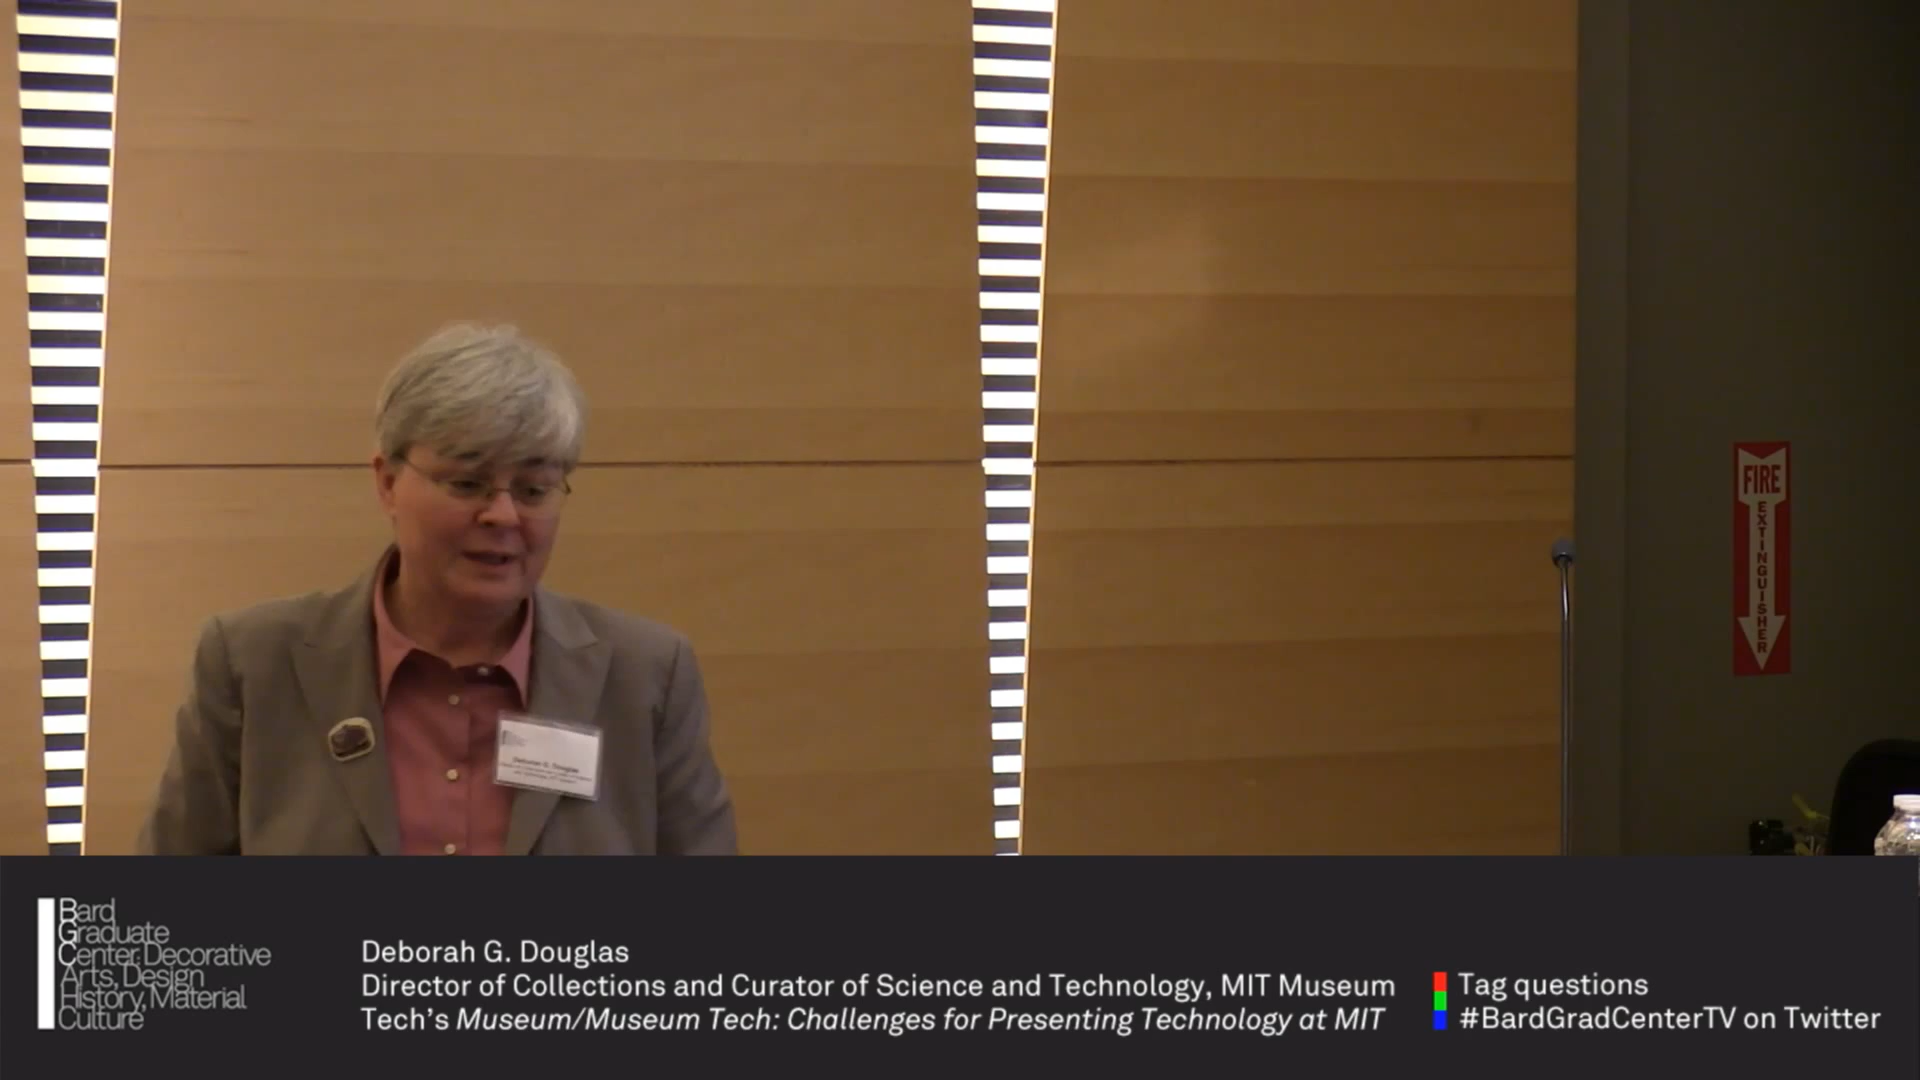 FIRE
EXTINGUISHER
Deborah G. Douglas
Bard
Graduate
Center: Decorative
Arts, Design
History, Material
Culture
Deborah G. Douglas
Director of Collections and Curator of Science and Technology, MIT Museum
Tech's Museum/Museum Tech: Challenges for Presenting Technology at MIT
Tag questions
#BardGradCenterTV on Twitter